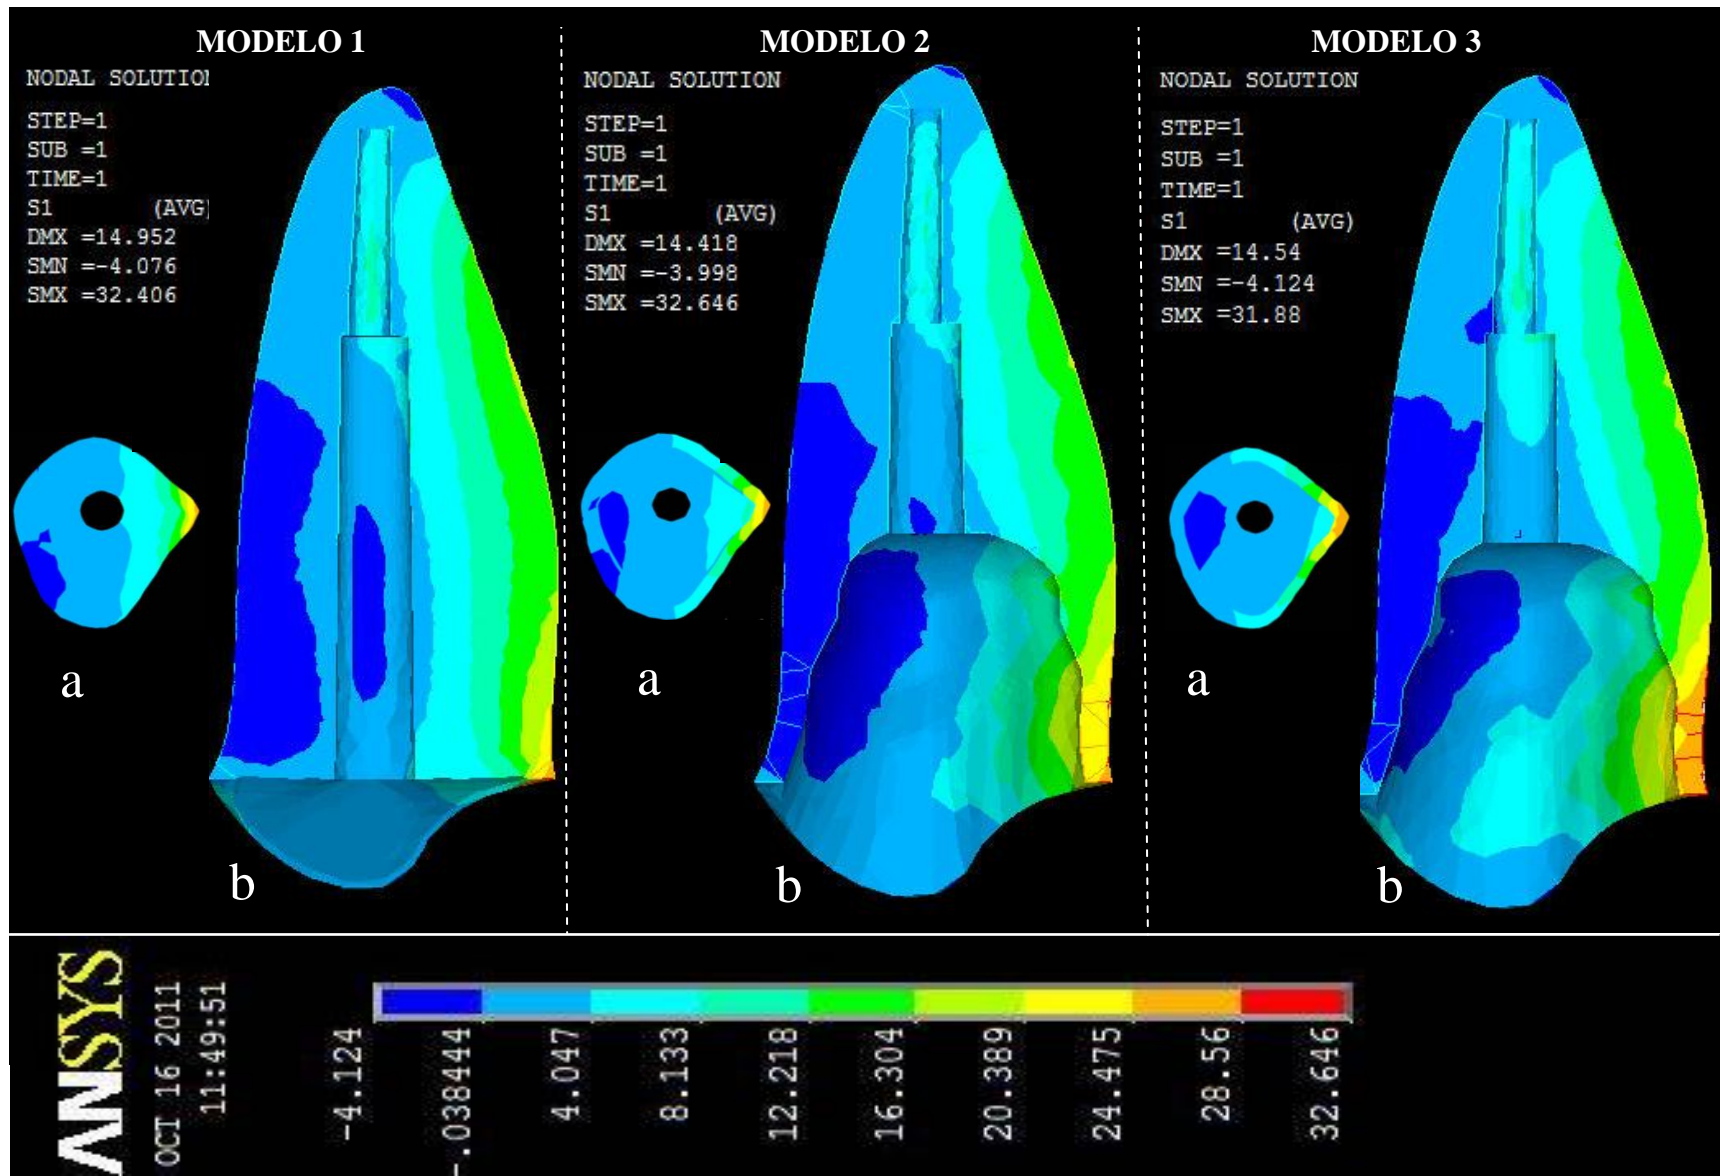 MODELO 1
NODAL SOLUTION
STEP=1
SUB =1
TIME=1
S1 (AVG)
DMX =14.952
SMN =-4.076
SMX =32.406
a
b
MODELO 2
NODAL SOLUTION
STEP=1
SUB =1
TIME=1
S1 (AVG)
DMX =14.418
SMN =-3.998
SMX =32.646
a
b
MODELO 3
NODAL SOLUTION
STEP=1
SUB =1
TIME=1
S1 (AVG)
DMX =14.54
SMN =-4.124
SMX =31.88
a
b
ANSYS
OCT 16 2011
11:49:51
-4.124
-.038444
4.047
8.133
12.218
16.304
20.389
24.475
28.56
32.646